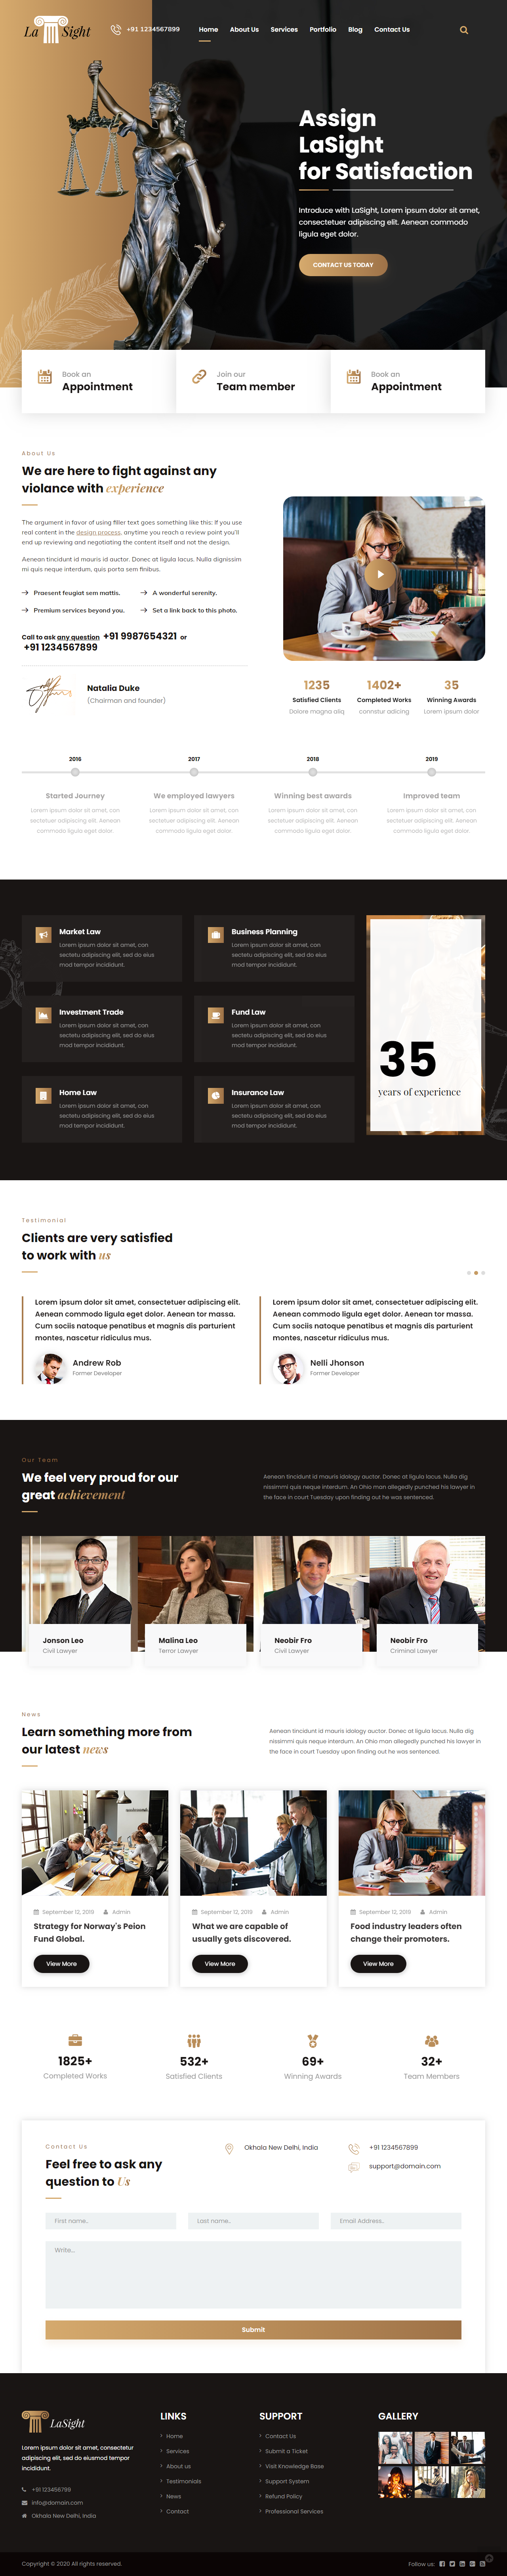 LaSight
+91 1234567899
Home About Us Services Portfolio Blog Contact Us
Assign
LaSight
for Satisfaction
Introduce with LaSight, Lorem ipsum dolor sit amet,
consectetuer adipiscing elit. Aenean commodo
ligula eget dolor.
CONTACT US TODAY
Book an
Appointment
Join our
Team member
Book an
Appointment
About Us
We are here to fight against any
violance with experience
The argument in favor of using filler text goes something like this: If you use
real content in the design process, anytime you reach a review point you'll
end up reviewing and negotiating the content itself and not the design.
Aenean tincidunt id mauris id auctor. Donec at ligula lacus. Nulla dignissim
mi quis neque interdum, quis porta sem finibus.
Praesent feugiat sem mattis.
A wonderful serenity.
Premium services beyond you.
Set a link back to this photo.
Call to ask any question +91 9987654321 or
+91 1234567899
Natalia Duke
(Chairman and founder)
1235
Satisfied Clients
Dolore magna aliq
1402+
Completed Works
connstur adicing
35
Winning Awards
Lorem ipsum dolor
2016
Started Journey
Lorem ipsum dolor sit amet, con
sectetuer adipiscing elit. Aenean
commodo ligula eget dolor.
2017
We employed lawyers
Lorem ipsum dolor sit amet, con
sectetuer adipiscing elit. Aenean
commodo ligula eget dolor.
2018
Winning best awards
Lorem ipsum dolor sit amet, con
sectetuer adipiscing elit. Aenean
commodo ligula eget dolor.
2019
Improved team
Lorem ipsum dolor sit amet, con
sectetuer adipiscing elit. Aenean
commodo ligula eget dolor.
Market Law
Lorem ipsum dolor sit amet, con
sectetu adipiscing elit, sed do eius
mod tempor incididunt.
Business Planning
Lorem ipsum dolor sit amet, con
sectetu adipiscing elit, sed do eius
mod tempor incididunt.
Investment Trade
Lorem ipsum dolor sit amet, con
sectetu adipiscing elit, sed do eius
mod tempor incididunt.
Fund Law
Lorem ipsum dolor sit amet, con
sectetu adipiscing elit, sed do eius
mod tempor incididunt.
Home Law
Lorem ipsum dolor sit amet, con
sectetu adipiscing elit, sed do eius
mod tempor incididunt.
Insurance Law
Lorem ipsum dolor sit amet, con
sectetu adipiscing elit, sed do eius
mod tempor incididunt.
35
years of experience
Testimonial
Clients are very satisfied
to work with us
Lorem ipsum dolor sit amet, consectetuer adipiscing elit.
Aenean commodo ligula eget dolor. Aenean tor massa.
Cum sociis natoque penatibus et magnis dis parturient
montes, nascetur ridiculus mus.
Andrew Rob
Former Developer
Lorem ipsum dolor sit amet, consectetuer adipiscing elit.
Aenean commodo ligula eget dolor. Aenean tor massa.
Cum sociis natoque penatibus et magnis dis parturient
montes, nascetur ridiculus mus.
Nelli Jhonson
Former Developer
Our Team
We feel very proud for our
great achievement
Aenean tincidunt id mauris idology auctor. Donec at ligula lacus. Nulla dig
nissimmi quis neque interdum. An Ohio man allegedly punched his lawyer in
the face in court Tuesday upon finding out he was sentenced.
Jonson Leo
Civil Lawyer
Malina Leo
Terror Lawyer
Neobir Fro
Civil Lawyer
Neobir Fro
Criminal Lawyer
News
Learn something more from
our latest news
Aenean tincidunt id mauris idology auctor. Donec at ligula lacus. Nulla dig
nissimmi quis neque interdum. An Ohio man allegedly punched his lawyer in
the face in court Tuesday upon finding out he was sentenced.
September 12, 2019 Admin
Strategy for Norway's Peion
Fund Global.
View More
September 12, 2019 Admin
What we are capable of
usually gets discovered.
View More
September 12, 2019 Admin
Food industry leaders often
change their promoters.
View More
1825+
Completed Works
532+
Satisfied Clients
69+
Winning Awards
32+
Team Members
Contact Us
Feel free to ask any
question to Us
Okhala New Delhi, India
+91 1234567899
support@domain.com
First name..
Last name..
Email Address..
Write...
Submit
LaSight
Lorem ipsum dolor sit amet, consectetur
adipiscing elit, sed do eiusmod tempor
incididunt.
+91 123456799
info@domain.com
Okhala New Delhi, India
LINKS
Home
Services
About us
Testimonials
News
Contact
SUPPORT
Contact Us
Submit a Ticket
Visit Knowledge Base
Support System
Refund Policy
Professional Services
GALLERY
Copyright © 2020 All rights reserved.
Follow us: